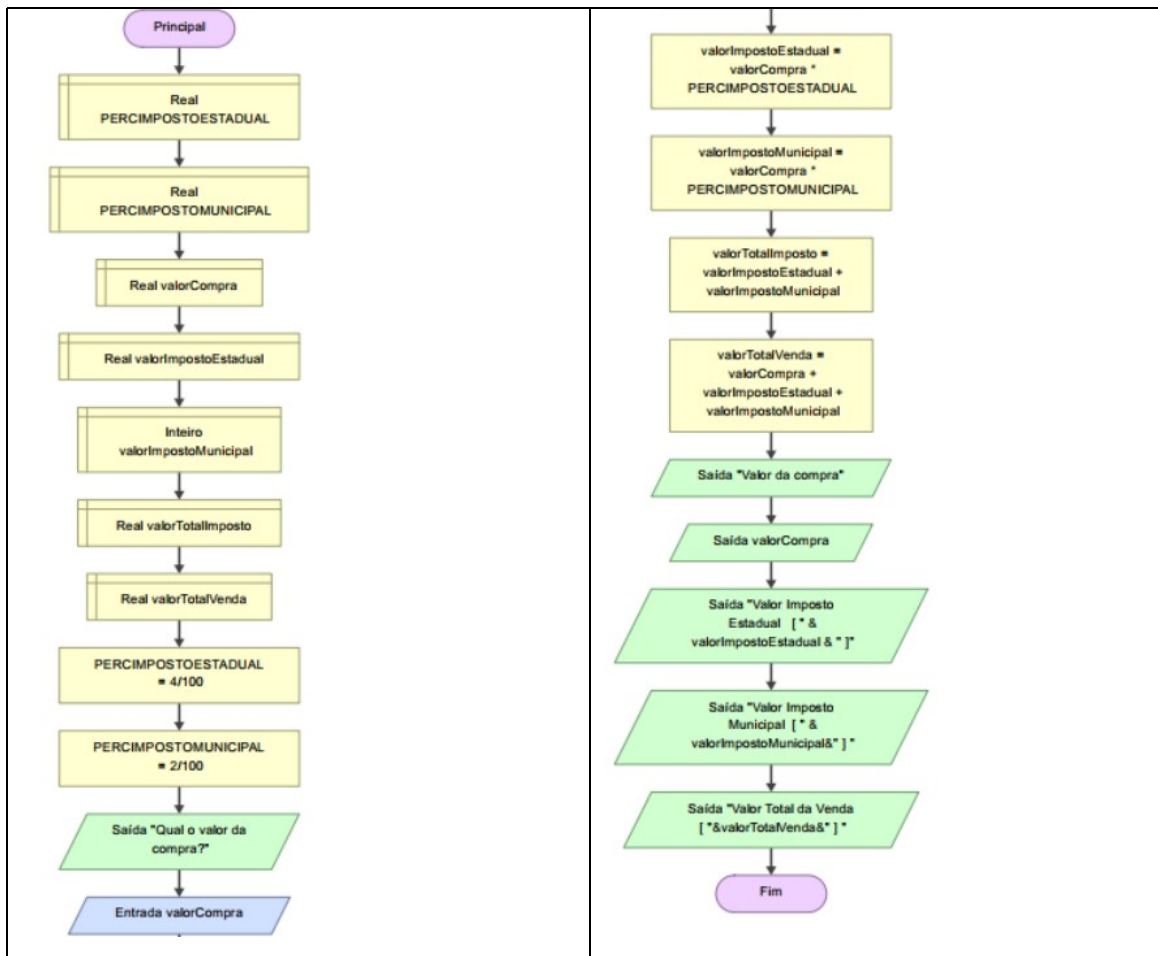 Principal
Real
PERCIMPOSTOESTADUAL
Real
PERCIMPOSTOMUNICIPAL
Real valorCompra
Real valorImpostoEstadual
Inteiro
valorImpostoMunicipal
Real valorTotalImposto
Real valorTotalVenda
PERCIMPOSTOESTADUAL
= 4/100
PERCIMPOSTOMUNICIPAL
= 2/100
Saída "Qual o valor da
compra?"
Entrada valorCompra
valorImpostoEstadual =
valorCompra *
PERCIMPOSTOESTADUAL
valorImpostoMunicipal =
valorCompra *
PERCIMPOSTOMUNICIPAL
valorTotalImposto =
valorImpostoEstadual +
valorImpostoMunicipal
valorTotalVenda =
valorCompra +
valorImpostoEstadual +
valorImpostoMunicipal
Saída "Valor da compra"
Saída valorCompra
Saída "Valor Imposto
Estadual [ " &
valorImpostoEstadual & " ]"
Saída "Valor Imposto
Municipal [ " &
valorImpostoMunicipal&" ] "
Saída "Valor Total da Venda
[ "&valorTotalVenda&" ] "
Fim